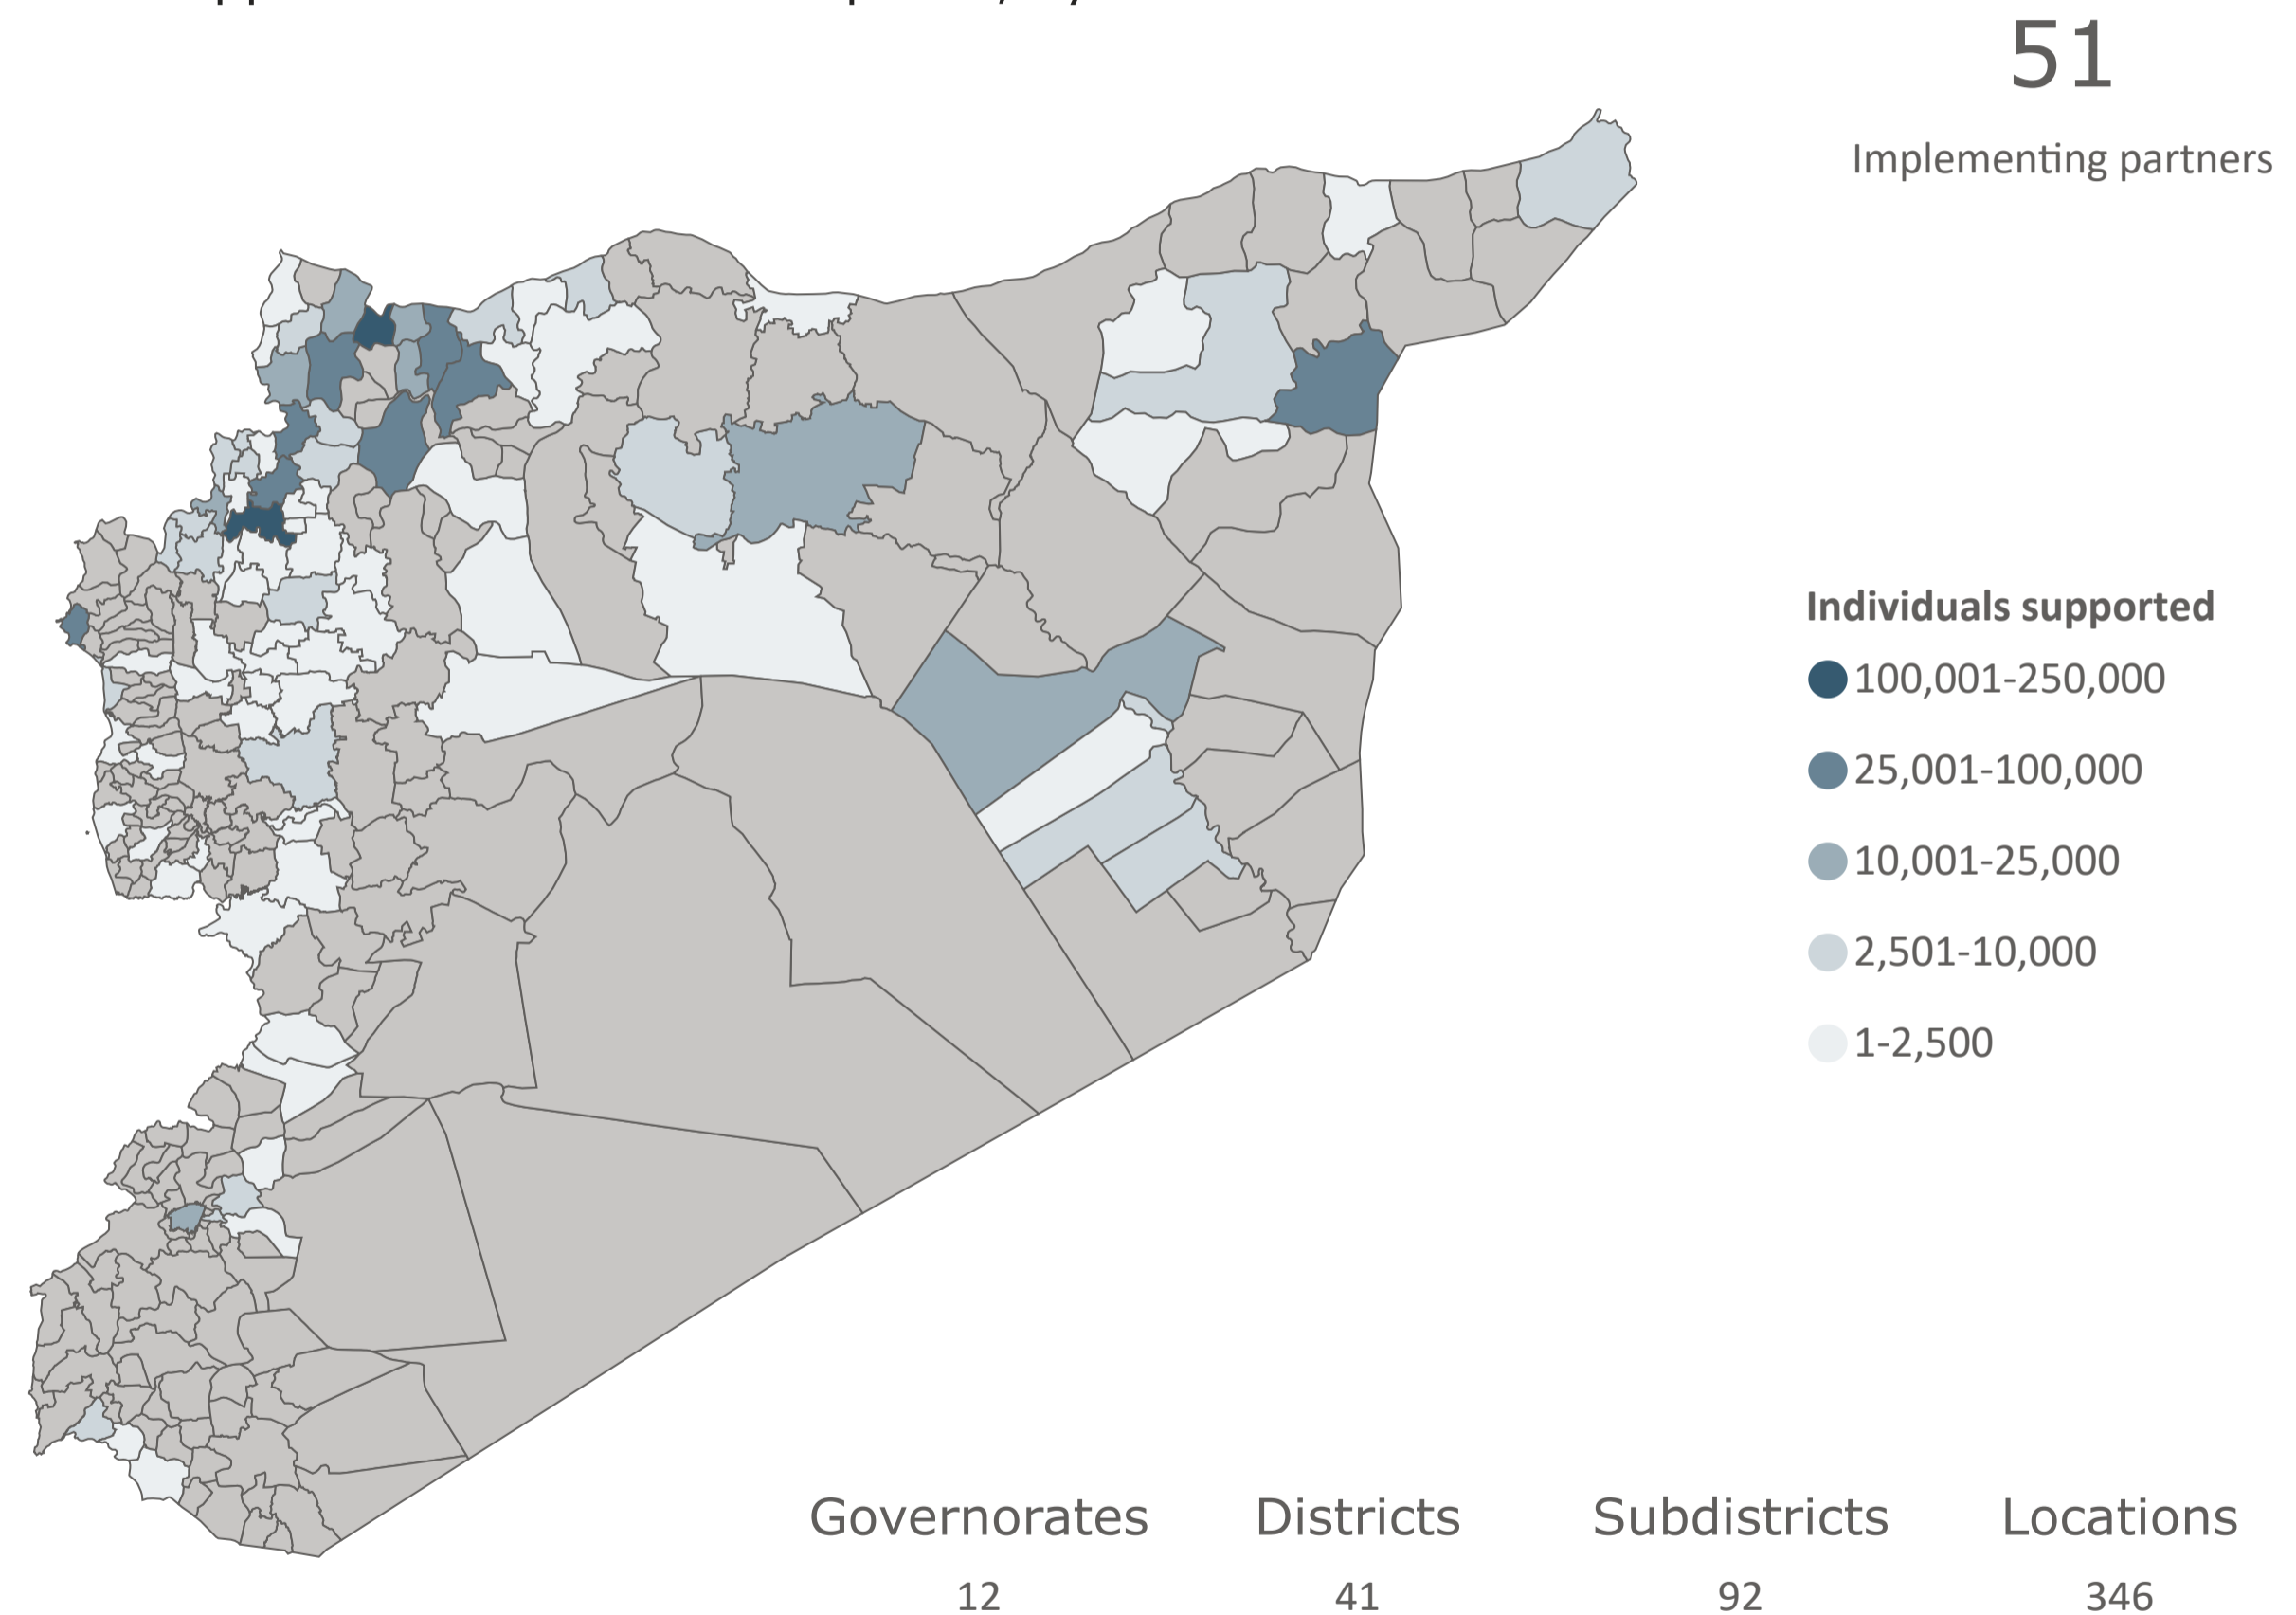 51
Implementing partners
Individuals supported
100,001-250,000
25,001-100,000
10,001-25,000
2,501-10,000
1-2,500
Governorates Districts Subdistricts Locations
12 41 92 346